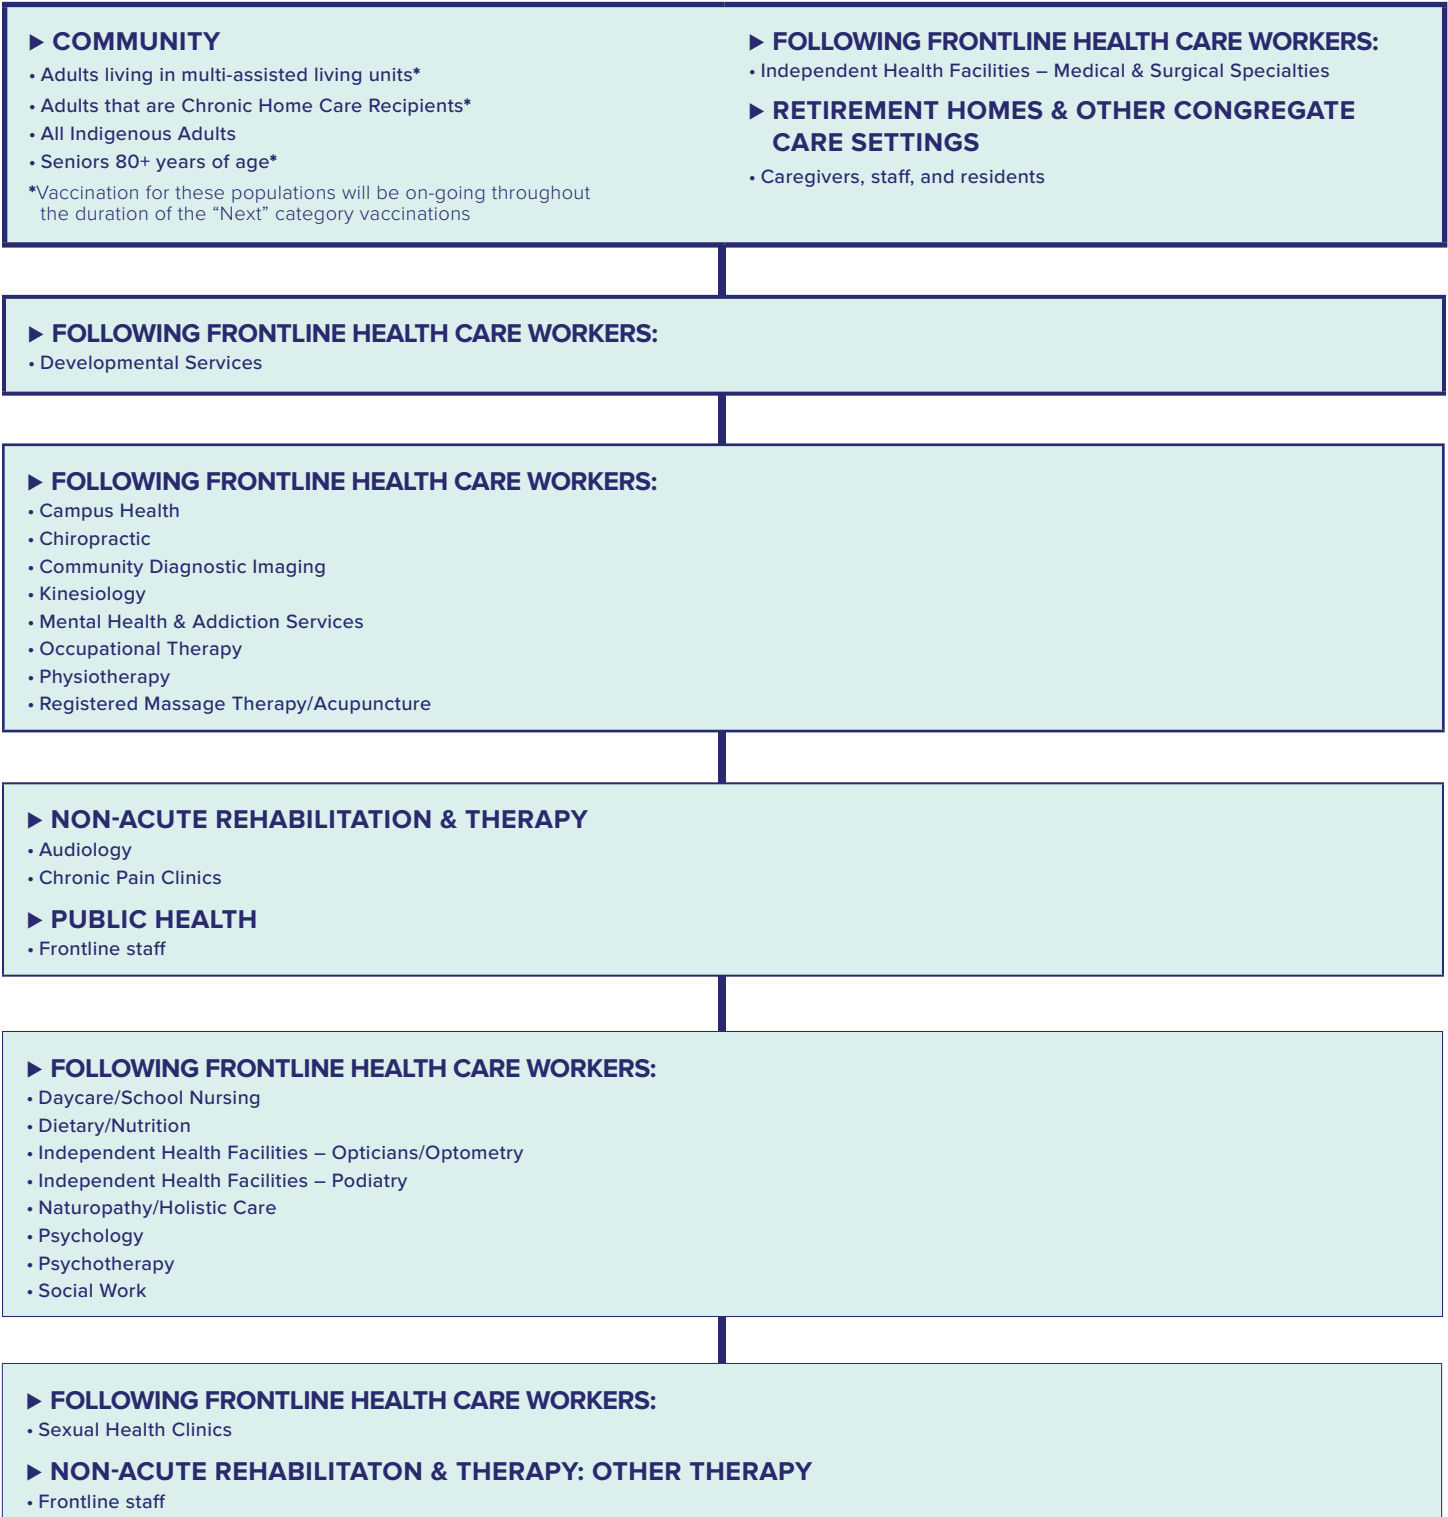 ▶ COMMUNITY
• Adults living in multi-assisted living units*
• Adults that are Chronic Home Care Recipients*
• All Indigenous Adults
• Seniors 80+ years of age*
*Vaccination for these populations will be on-going throughout
the duration of the “Next” category vaccinations
▶ FOLLOWING FRONTLINE HEALTH CARE WORKERS:
• Independent Health Facilities – Medical & Surgical Specialties
▶ RETIREMENT HOMES & OTHER CONGREGATE
CARE SETTINGS
• Caregivers, staff, and residents
▶ FOLLOWING FRONTLINE HEALTH CARE WORKERS:
• Developmental Services
▶ FOLLOWING FRONTLINE HEALTH CARE WORKERS:
• Campus Health
• Chiropractic
• Community Diagnostic Imaging
• Kinesiology
• Mental Health & Addiction Services
• Occupational Therapy
• Physiotherapy
• Registered Massage Therapy/Acupuncture
▶ NON-ACUTE REHABILITATION & THERAPY
• Audiology
• Chronic Pain Clinics
▶ PUBLIC HEALTH
• Frontline staff
▶ FOLLOWING FRONTLINE HEALTH CARE WORKERS:
• Daycare/School Nursing
• Dietary/Nutrition
• Independent Health Facilities – Opticians/Optometry
• Independent Health Facilities – Podiatry
• Naturopathy/Holistic Care
• Psychology
• Psychotherapy
• Social Work
▶ FOLLOWING FRONTLINE HEALTH CARE WORKERS:
• Sexual Health Clinics
▶ NON-ACUTE REHABILITATON & THERAPY: OTHER THERAPY
• Frontline staff